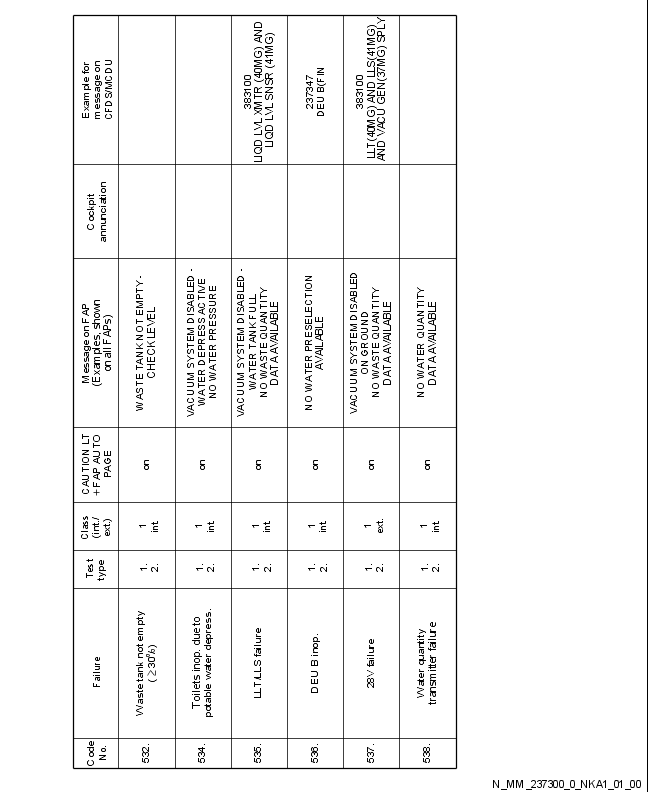 Code
No.
Failure
Test
type
Class
(int./
ext.)
CAUTION LT
+ FAP AUTO
PAGE
Message on FAP
(Examples, shown
on all FAPs)
Cockpit
annunciation
Example for
message on
CFDS/MCDU
532.
Waste tank not empty
(≥30%)
1.
2.
1
int.
on
WASTE TANK NOT EMPTY -
CHECK LEVEL
534.
Toilets inop. due to
potable water depress.
1.
2.
1
int.
on
VACUUM SYSTEM DISABLED -
WATER DEPRESS ACTIVE
NO WATER PRESSURE
535.
LLT/LLS failure
1.
2.
1
int.
on
VACUUM SYSTEM DISABLED -
WATER TANK FULL
NO WASTE QUANTITY
DATA AVAILABLE
383100
LIQD LVL XMTR (40MG) AND
LIQD LVL SNSR (41MG)
536.
DEU B inop.
1.
2.
1
int.
on
NO WATER PRESELECTION
AVAILABLE
237347
DEU B(FIN
537.
28V failure
1.
2.
1
ext.
on
VACUUM SYSTEM DISABLED
ON GROUND
NO WASTE QUANTITY
DATA AVAILABLE
383100
LLT(40MG) AND LLS(41MG)
AND VACU GEN(37MG) SPLY
538.
Water quantity
transmitter failure
1.
2.
1
int.
on
NO WATER QUANTITY
DATA AVAILABLE
N_MM_237300_0_NKA1_01_00